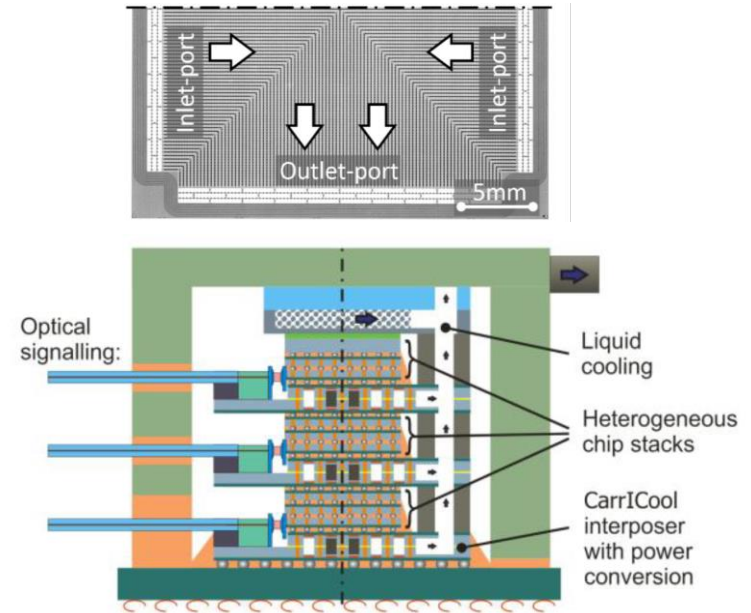 Inlet-port
Inlet-port
Outlet-port
5mm
Optical
signalling:
Liquid
cooling
Heterogeneous
chip stacks
CarrICool
interposer
with power
conversion